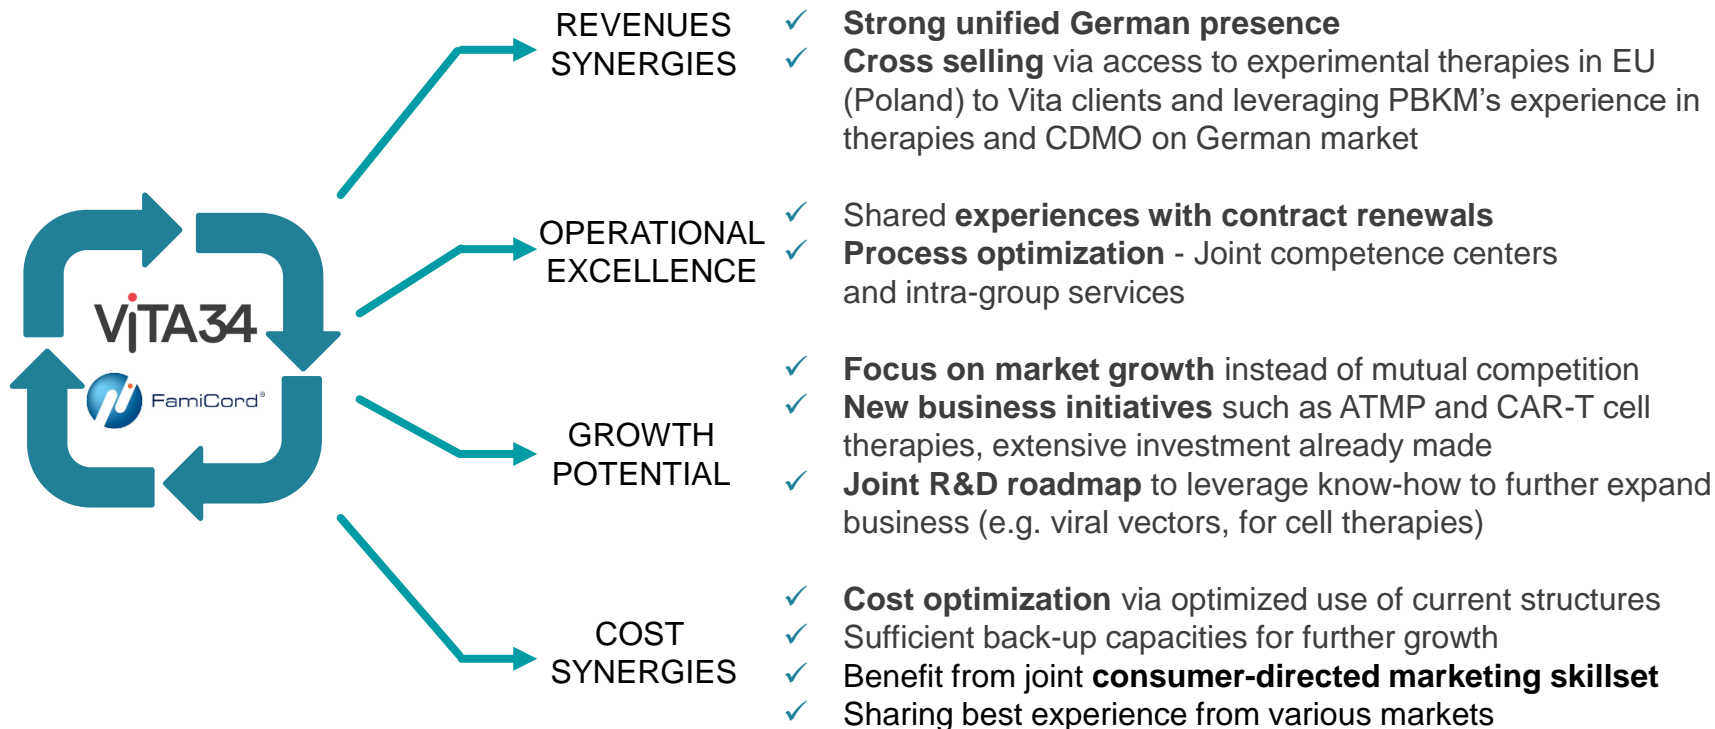 REVENUES
SYNERGIES
✓ Strong unified German presence
✓ Cross selling via access to experimental therapies in EU
(Poland) to Vita clients and leveraging PBKM's experience in
therapies and CDMO on German market
OPERATIONAL
EXCELLENCE
✓ Shared experiences with contract renewals
✓ Process optimization - Joint competence centers
and intra-group services
ViTA34
FamiCord®
GROWTH
POTENTIAL
✓ Focus on market growth instead of mutual competition
✓ New business initiatives such as ATMP and CAR-T cell
therapies, extensive investment already made
✓ Joint R&D roadmap to leverage know-how to further expand
business (e.g. viral vectors, for cell therapies)
COST
SYNERGIES
✓ Cost optimization via optimized use of current structures
✓ Sufficient back-up capacities for further growth
✓ Benefit from joint consumer-directed marketing skillset
✓ Sharing best experience from various markets